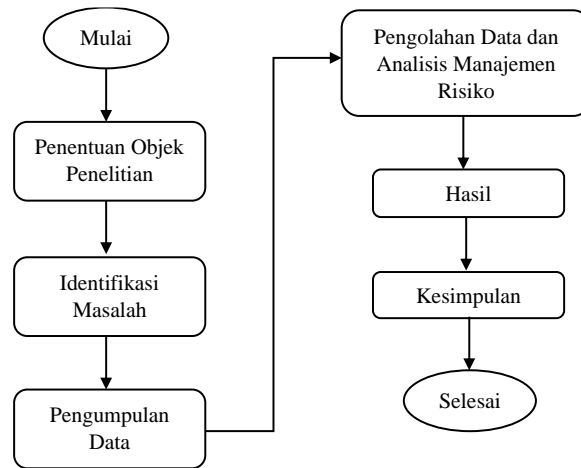 Mulai
Penentuan Objek
Penelitian
Identifikasi
Masalah
Pengumpulan
Data
Pengolahan Data dan
Analisis Manajemen
Risiko
Hasil
Kesimpulan
Selesai